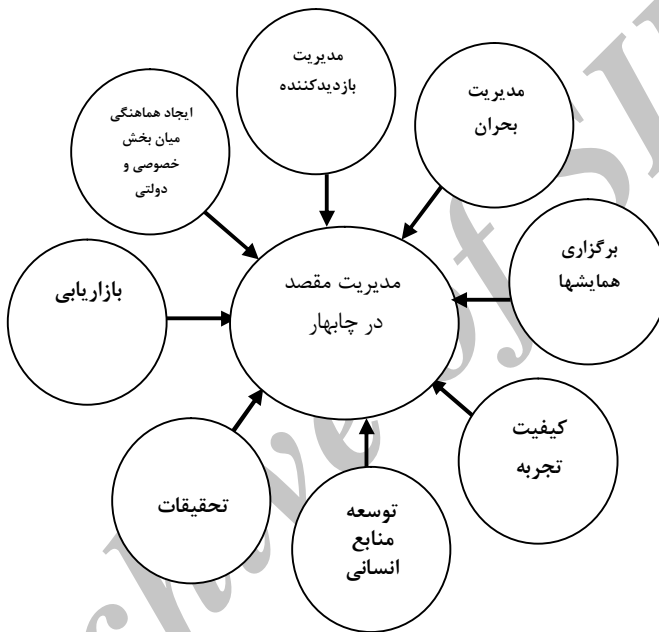 مدیریت
بازدیدکننده
مدیریت
بحران
ایجاد هماهنگی
میان بخش
خصوصی و
دولتی
برگزاری
همایشها
مدیریت مقصد
در چابهار
بازاریابی
کیفیت
تجربه
تحقیقات
توسعه
منابع
انسانی